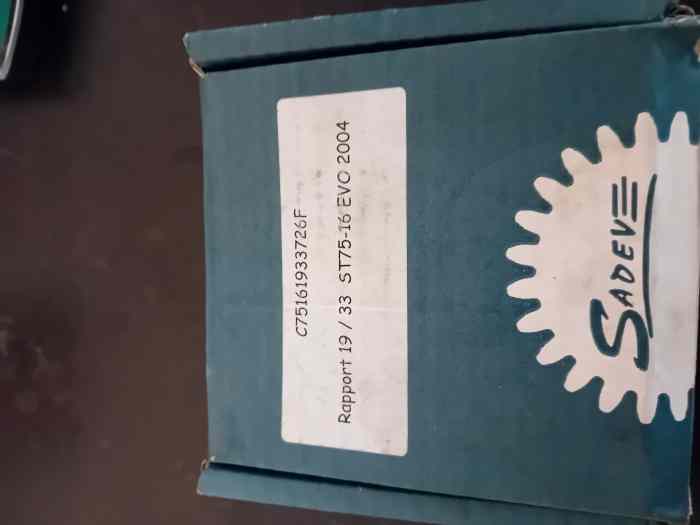 C75161933726F
Rapport 19 / 33 ST75-16 EVO 2004
SADEV